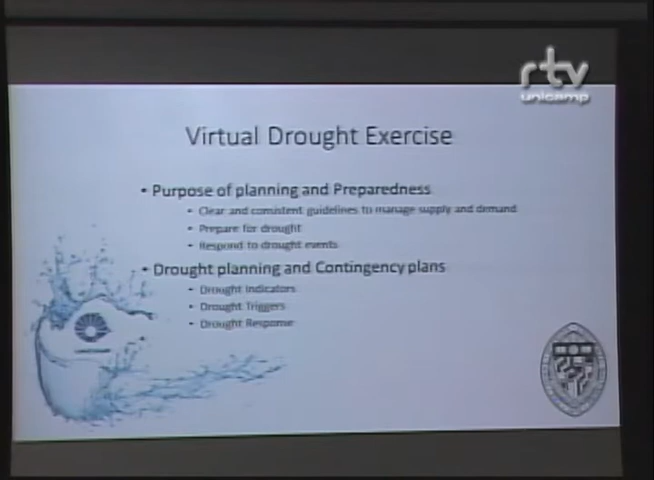 rtv
unicamp
Virtual Drought Exercise
• Purpose of planning and Preparedness
• Clear and consistent guidelines to manage supply and demand
• Prepare for drought
• Respond to drought events
• Drought planning and Contingency plans
• Drought Indicators
• Drought Triggers
• Drought Response